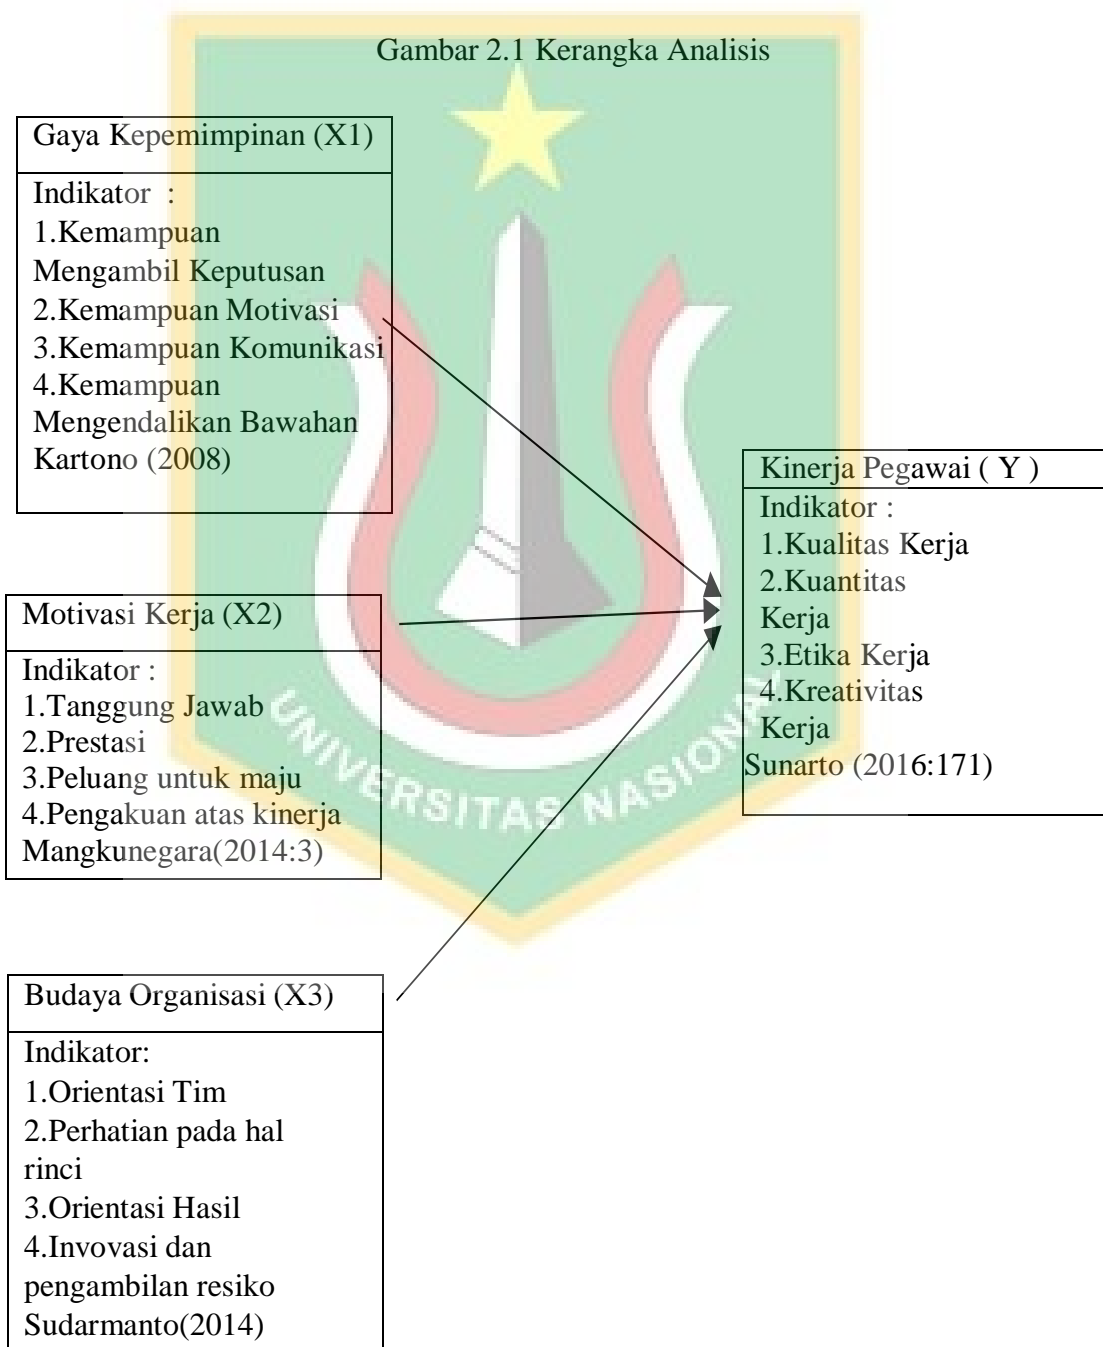 Gambar 2.1 Kerangka Analisis
Gaya Kepemimpinan (X1)
Indikator :
1.Kemampuan
Mengambil Keputusan
2.Kemampuan Motivasi
3.Kemampuan Komunikasi
4.Kemampuan
Mengendalikan Bawahan
Kartono (2008)
Motivasi Kerja (X2)
Indikator :
1.Tanggung Jawab
2.Prestasi
3.Peluang untuk maju
4.Pengakuan atas kinerja
Mangkunegara(2014:3)
Budaya Organisasi (X3)
Indikator:
1.Orientasi Tim
2.Perhatian pada hal
rinci
3.Orientasi Hasil
4.Invovasi dan
pengambilan resiko
Sudarmanto(2014)
Kinerja Pegawai ( Y )
Indikator :
1.Kualitas Kerja
2.Kuantitas
Kerja
3.Etika Kerja
4.Kreativitas
Kerja
Sunarto (2016:171)
UNIVERSITAS NASIONAL